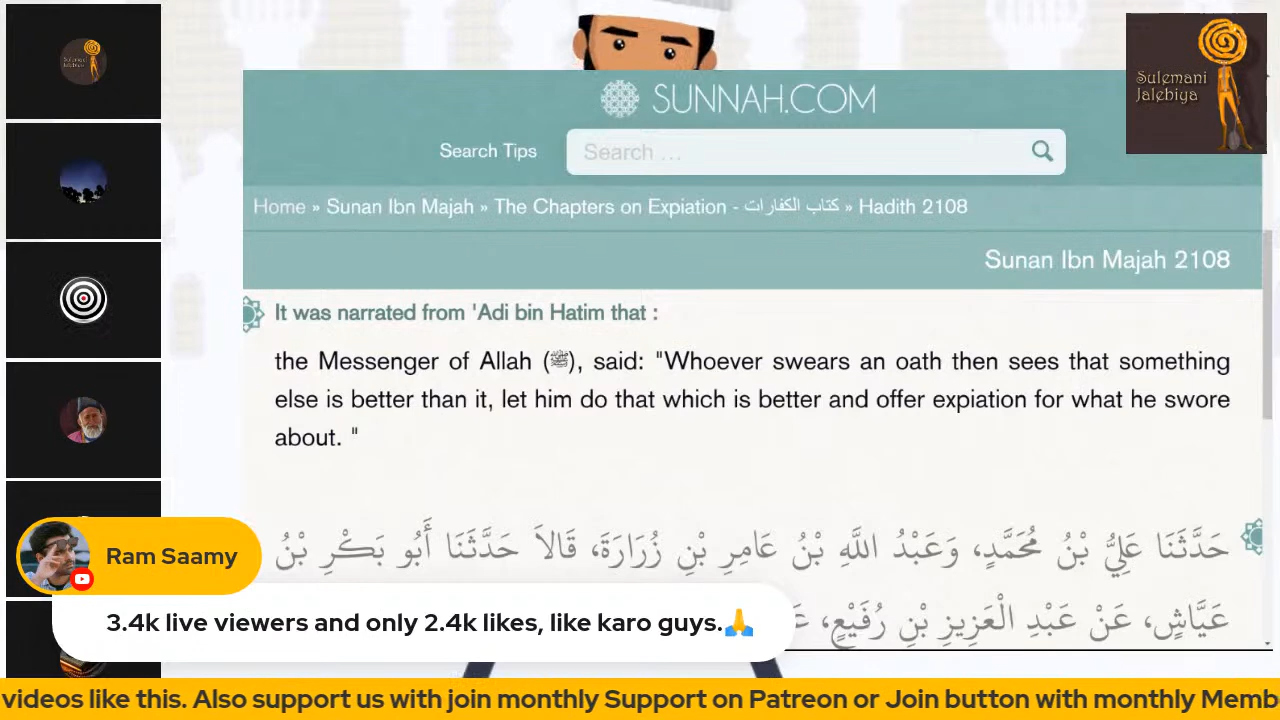 Sulemani
Jalebiya
SUNNAH.COM
Search Tips
Search ...
Home » Sunan Ibn Majah » The Chapters on Expiation - كتاب الكفارات » Hadith 2108
Sunan Ibn Majah 2108
It was narrated from 'Adi bin Hatim that :
the Messenger of Allah (ﷺ), said: "Whoever swears an oath then sees that something
else is better than it, let him do that which is better and offer expiation for what he swore
about. "
حَدَّثَنَا عَلِيُّ بْنُ مُحَمَّدٍ، وَعَبْدُ اللَّهِ بْنُ عَامِرِ بْنِ زُرَارَةَ، قَالاَ حَدَّثَنَا أَبُو بَكْرِ بْنُ
عَيَّاشٍ، عَنْ عَبْدِ الْعَزِيزِ بْنِ رُفَيْعٍ،
Ram Saamy
3.4k live viewers and only 2.4k likes, like karo guys.🙏
videos like this. Also support us with join monthly Support on Patreon or Join button with monthly Memb